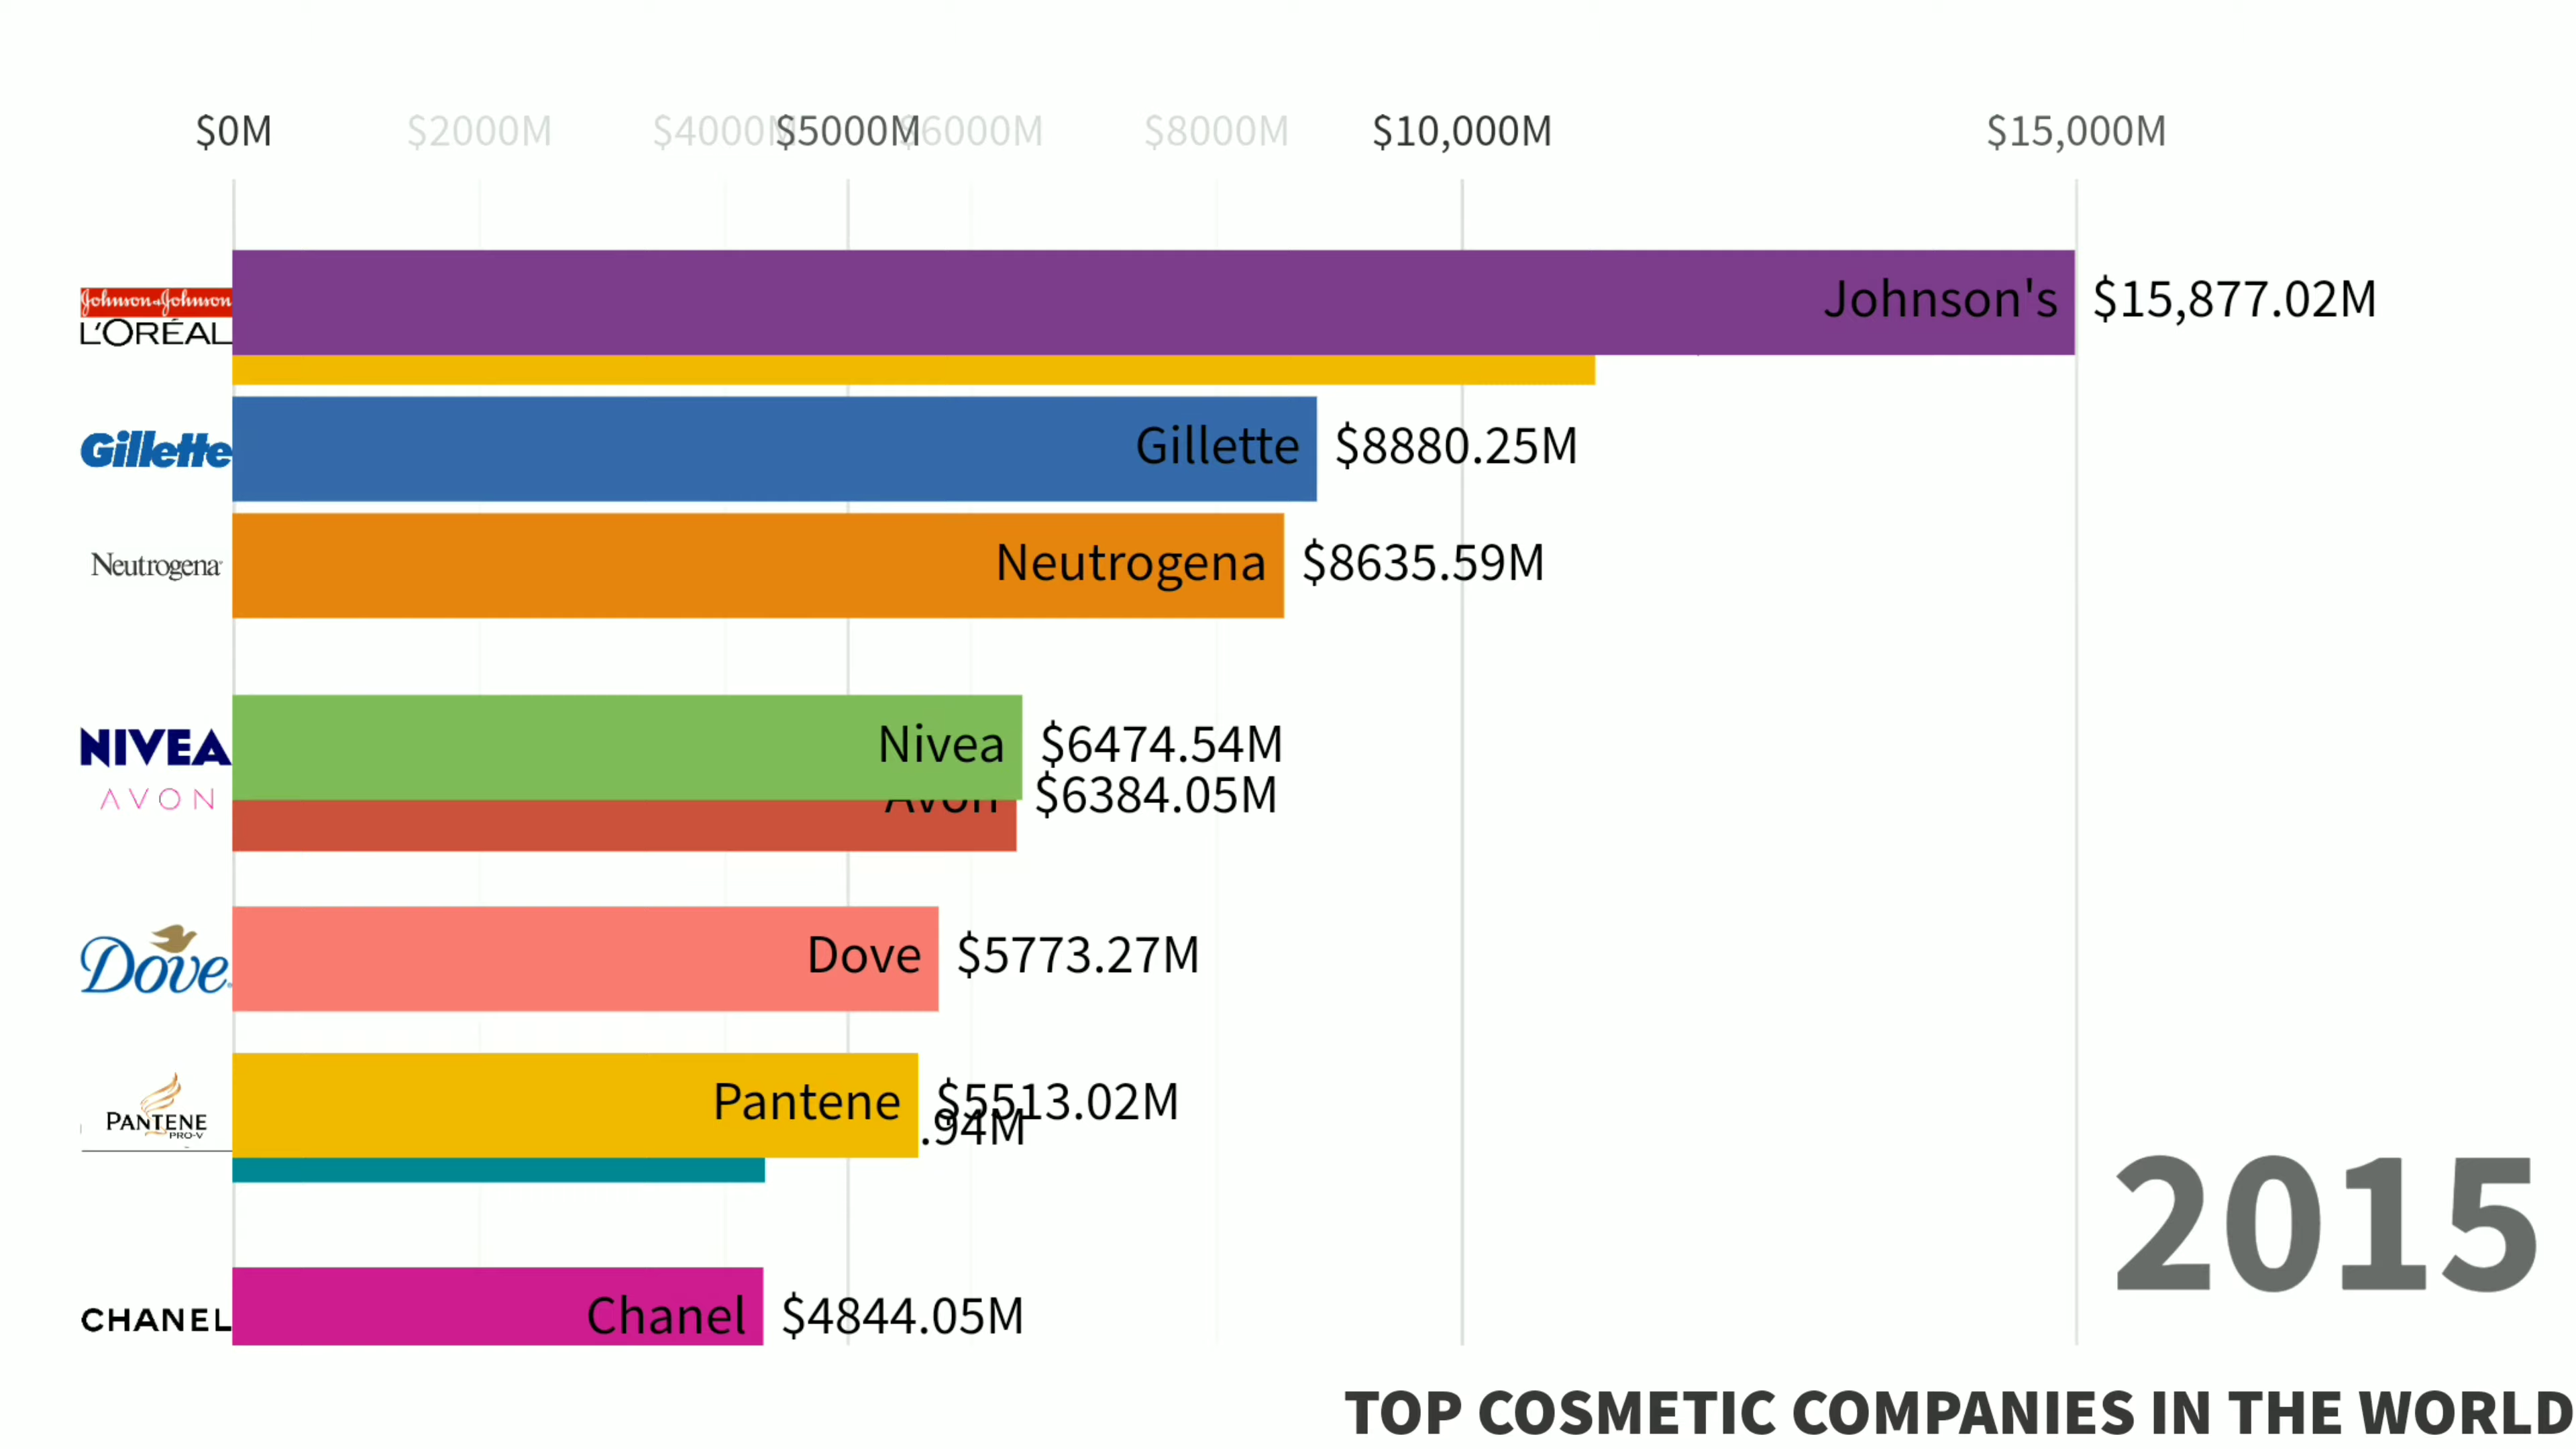 $0M $2000M $4000M $5000M $6000M $8000M $10,000M $15,000M
Johnson & Johnson Johnson's $15,877.02M
L'ORÉAL
Gillette Gillette $8880.25M
Neutrogena Neutrogena $8635.59M
NIVEA Nivea $6474.54M
AVON Avon $6384.05M
Dove Dove $5773.27M
PANTENE Pantene $5513.02M
PRO-V .94M
CHANEL Chanel $4844.05M
2015
TOP COSMETIC COMPANIES IN THE WORLD